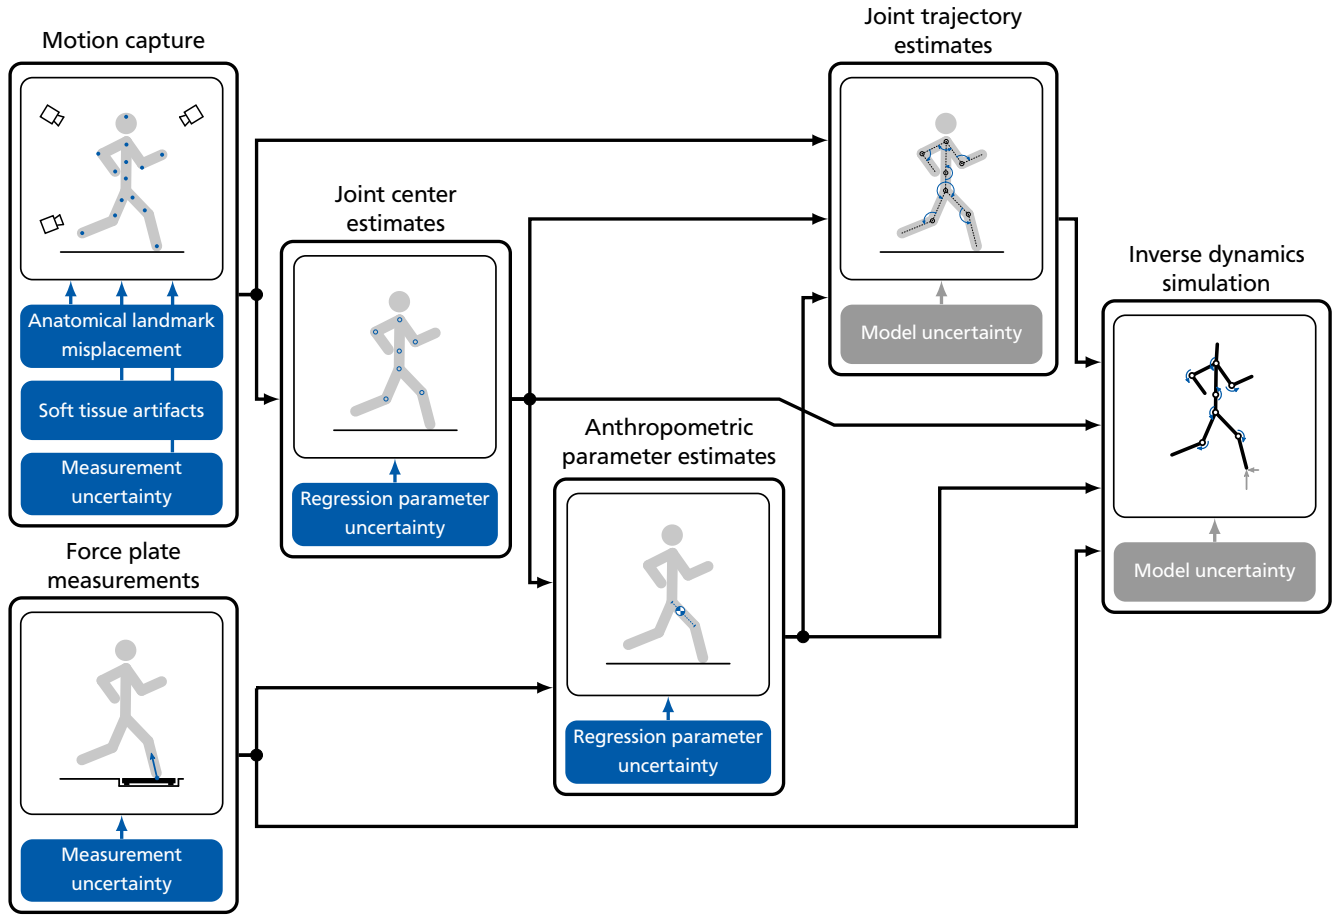 Motion capture
Anatomical landmark
misplacement
Soft tissue artifacts
Measurement
uncertainty
Force plate
measurements
Measurement
uncertainty
Joint center
estimates
Regression parameter
uncertainty
Anthropometric
parameter estimates
Regression parameter
uncertainty
Joint trajectory
estimates
Model uncertainty
Inverse dynamics
simulation
Model uncertainty